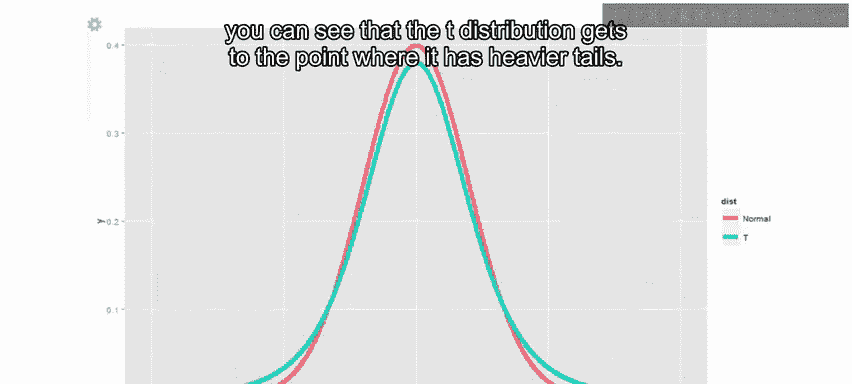 you can see that the t distribution gets
to the point where it has heavier tails.
0.4
0.3
dist
Normal
y
0.2
T
0.1